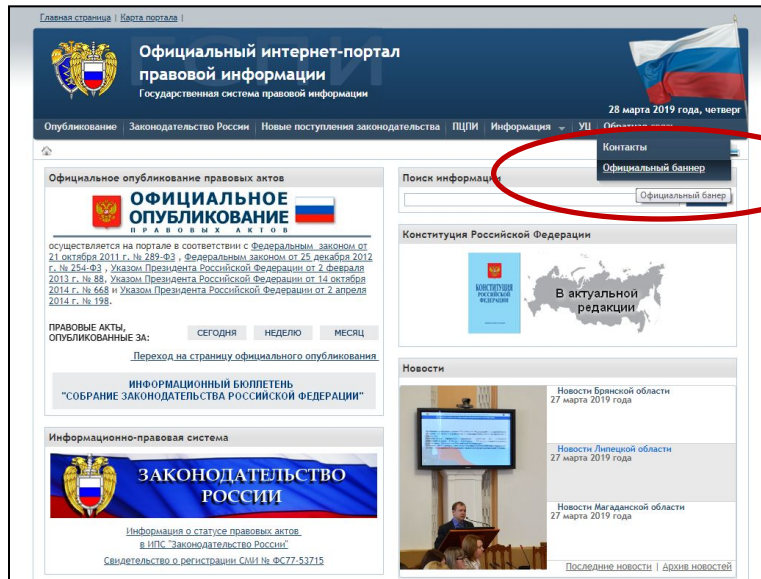 Главная страница | Карта портала |
Официальный интернет-портал
правовой информации
Государственная система правовой информации
28 марта 2019 года, четверг
Опубликование Законодательство России Новые поступления законодательства ПЦПИ Информация УЦ Обратная связь
Контакты
Официальный баннер
Официальный банер
Официальное опубликование правовых актов
ОФИЦИАЛЬНОЕ
ОПУБЛИКОВАНИЕ
ПРАВОВЫХ АКТОВ
осуществляется на портале в соответствии с Федеральным законом от
21 октября 2011 г. № 289-ФЗ , Федеральным законом от 25 декабря 2012
г. № 254-ФЗ , Указом Президента Российской Федерации от 2 февраля
2013 г. № 88, Указом Президента Российской Федерации от 14 октября
2014 г. № 668 и Указом Президента Российской Федерации от 2 апреля
2014 г. № 198.
ПРАВОВЫЕ АКТЫ,
ОПУБЛИКОВАННЫЕ ЗА:
СЕГОДНЯ НЕДЕЛЮ МЕСЯЦ
Переход на страницу официального опубликования
ИНФОРМАЦИОННЫЙ БЮЛЛЕТЕНЬ
"СОБРАНИЕ ЗАКОНОДАТЕЛЬСТВА РОССИЙСКОЙ ФЕДЕРАЦИИ"
Информационно-правовая система
ЗАКОНОДАТЕЛЬСТВО
РОССИИ
Информация о статусе правовых актов
в ИПС "Законодательство России"
Свидетельство о регистрации СМИ № ФС77-53715
Поиск информации
Конституция Российской Федерации
КОНСТИТУЦИЯ
РОССИЙСКОЙ
ФЕДЕРАЦИИ
В актуальной
редакции
Новости
Новости Брянской области
27 марта 2019 года
Новости Липецкой области
27 марта 2019 года
Новости Магаданской области
27 марта 2019 года
Последние новости | Архив новостей